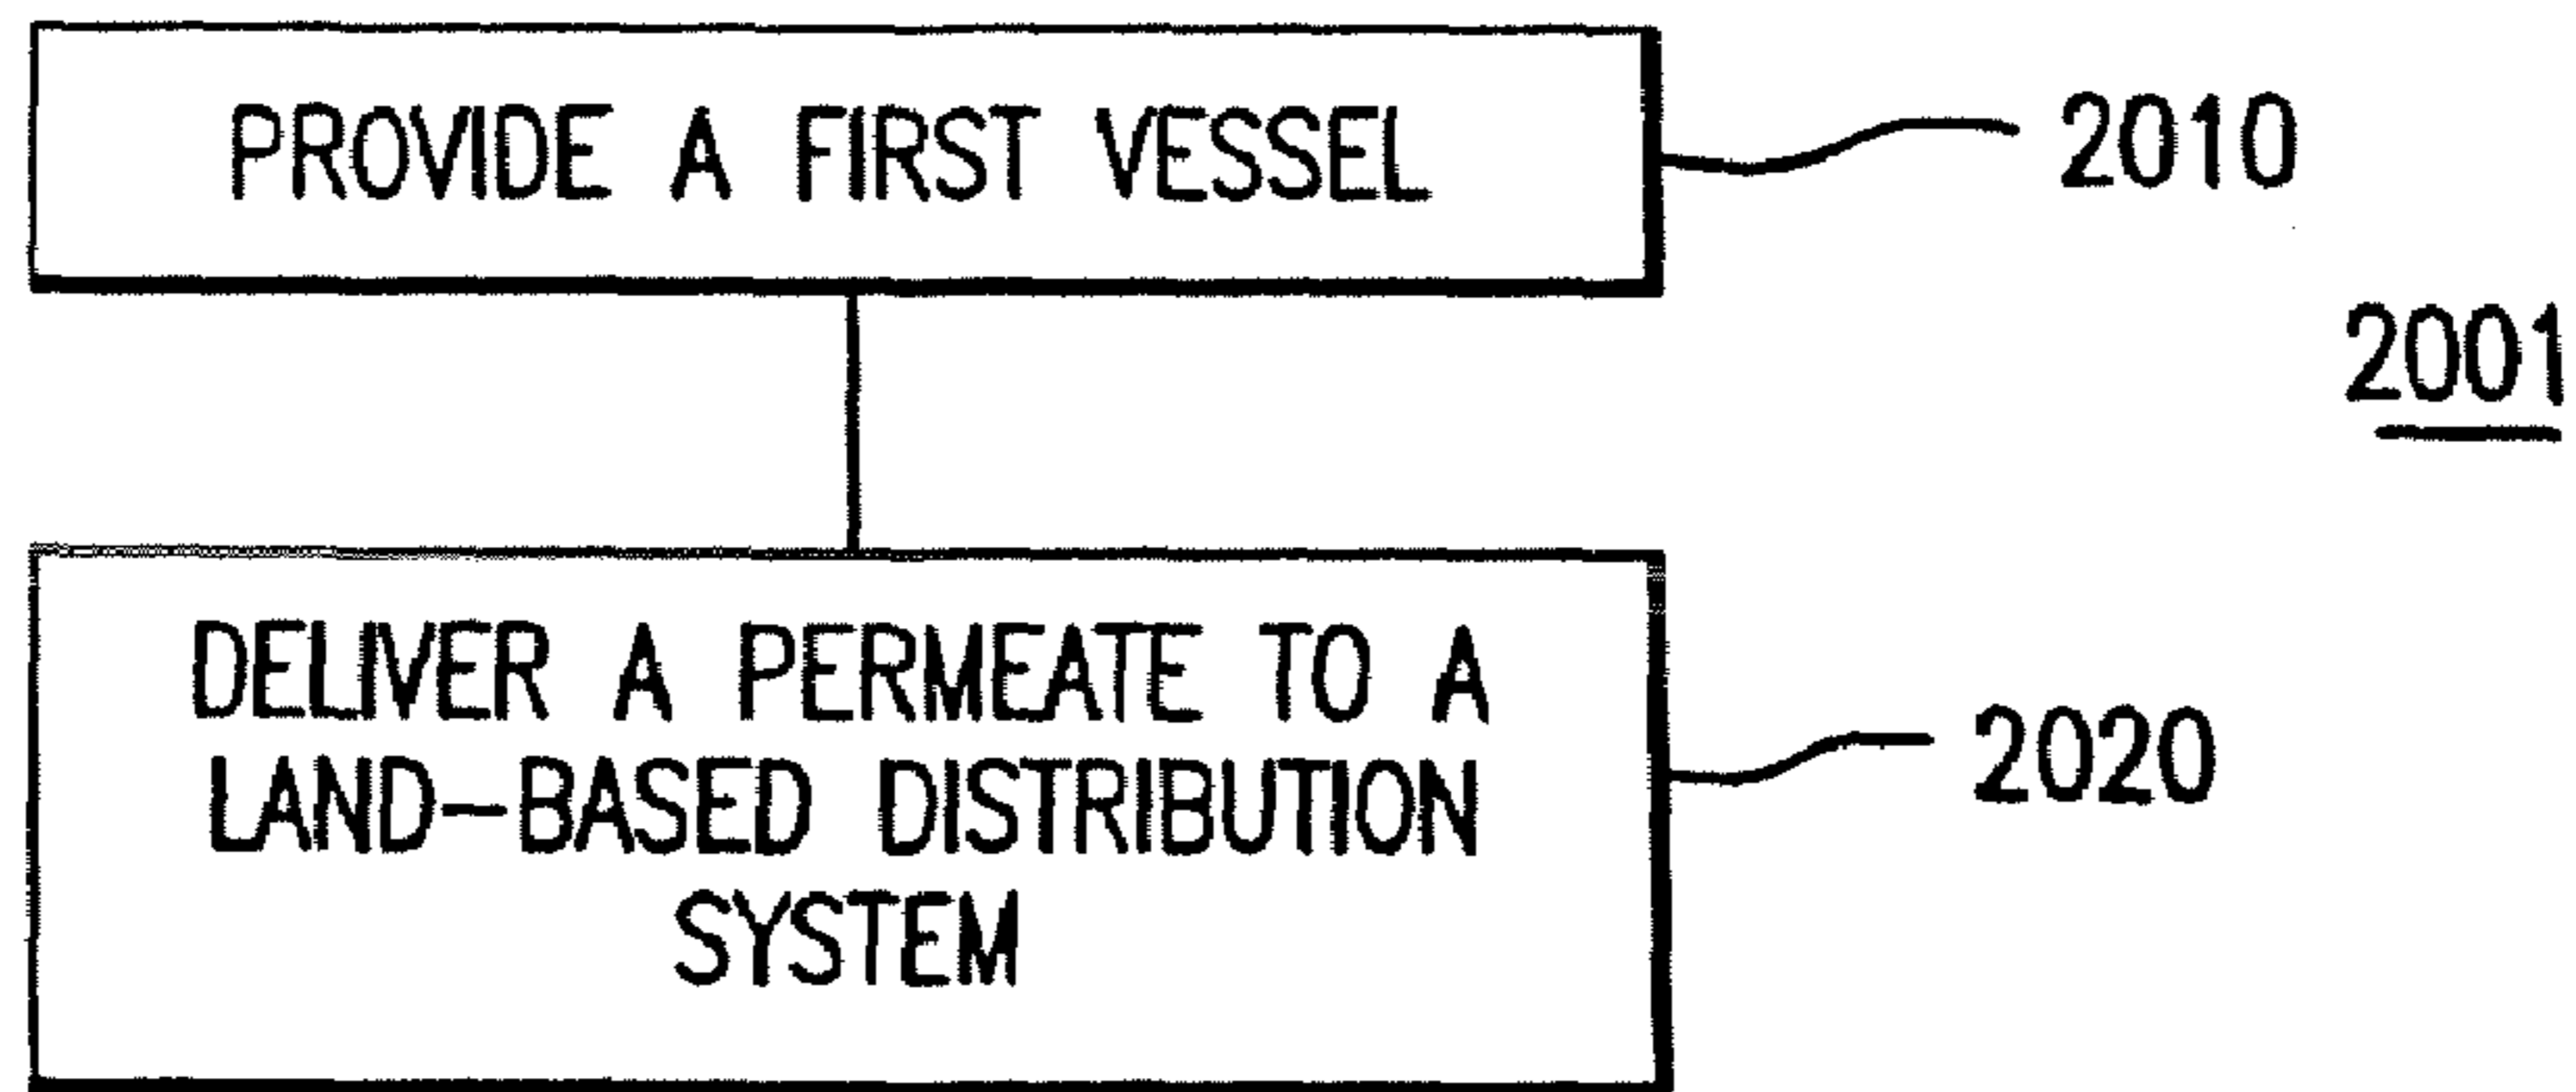 PROVIDE A FIRST VESSEL
2010
2001
DELIVER A PERMEATE TO A
LAND-BASED DISTRIBUTION
SYSTEM
2020